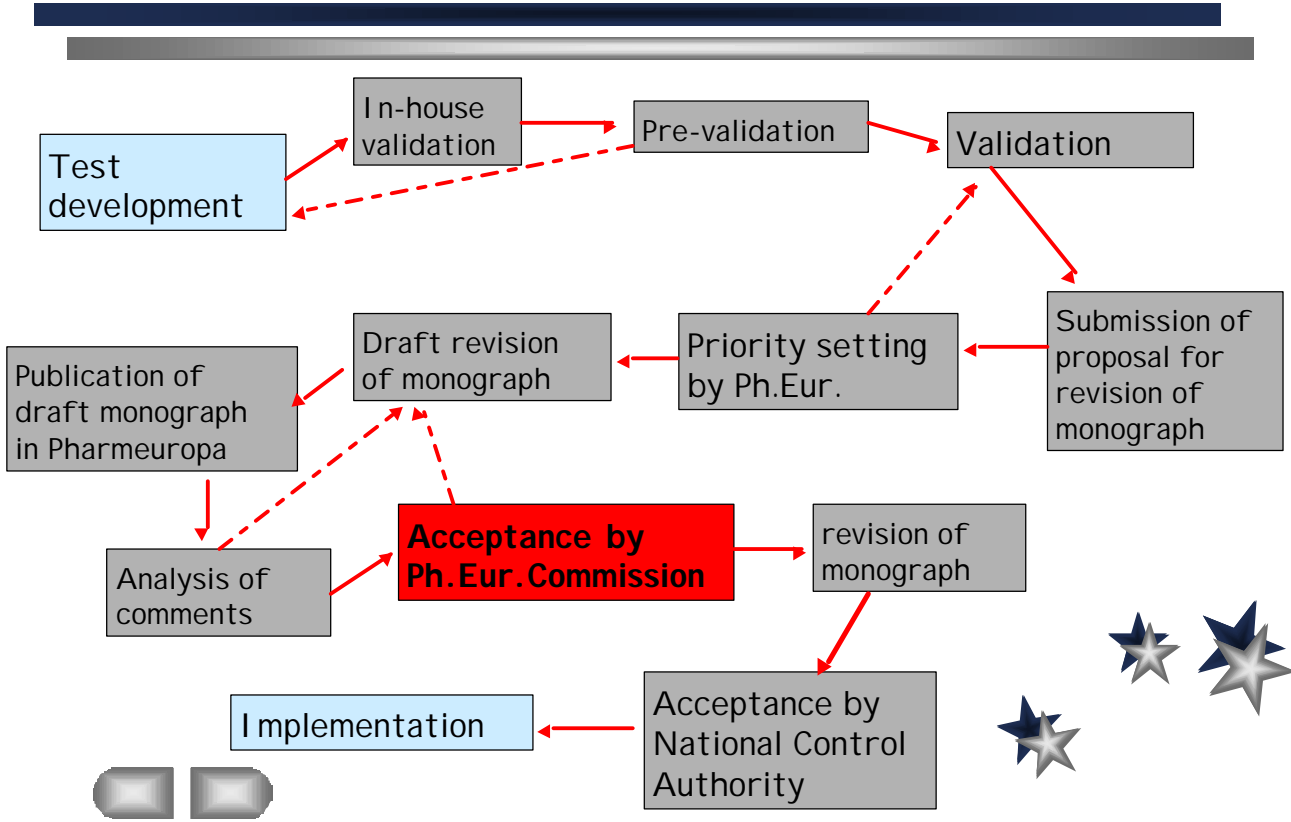 Test
development
In-house
validation
Pre-validation
Validation
Submission of
proposal for
revision of
monograph
Priority setting
by Ph.Eur.
Draft revision
of monograph
Publication of
draft monograph
in Pharmeuropa
Analysis of
comments
Acceptance by
Ph.Eur.Commission
revision of
monograph
Acceptance by
National Control
Authority
Implementation